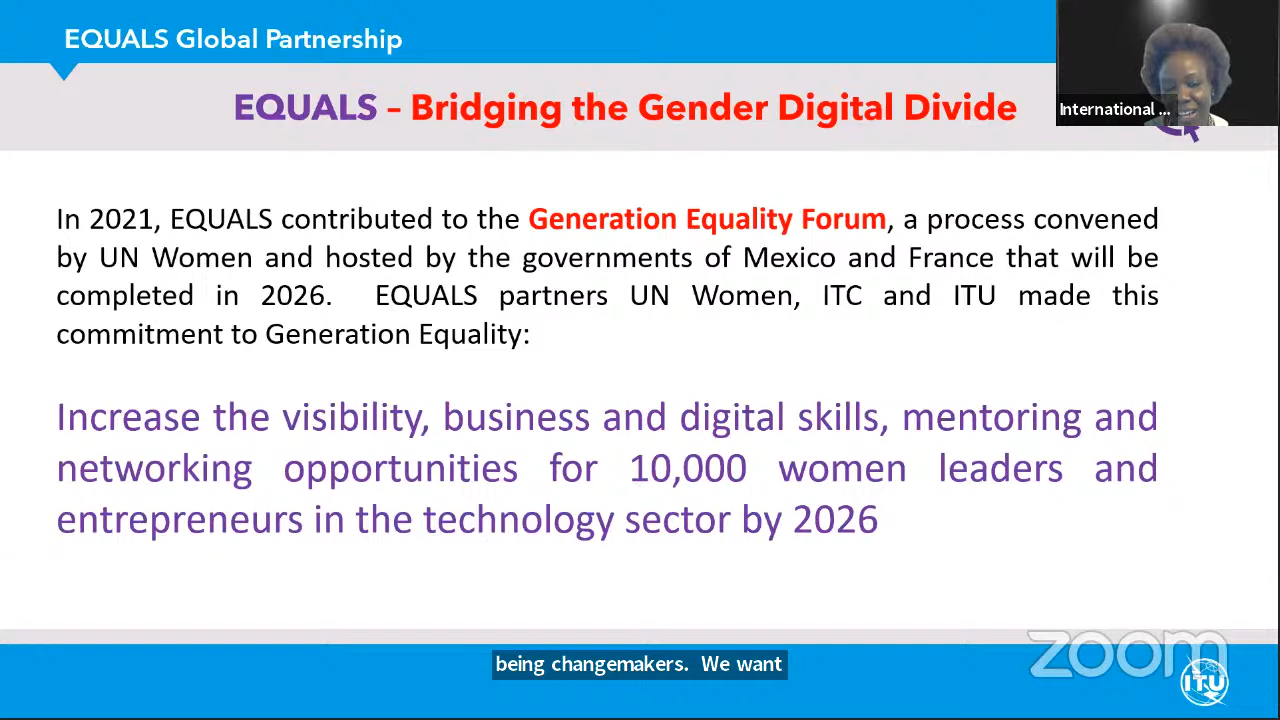 EQUALS Global Partnership
EQUALS – Bridging the Gender Digital Divide
International ...
In 2021, EQUALS contributed to the Generation Equality Forum, a process convened
by UN Women and hosted by the governments of Mexico and France that will be
completed in 2026. EQUALS partners UN Women, ITC and ITU made this
commitment to Generation Equality:
Increase the visibility, business and digital skills, mentoring and
networking opportunities for 10,000 women leaders and
entrepreneurs in the technology sector by 2026
zoom
being changemakers. We want
ITU